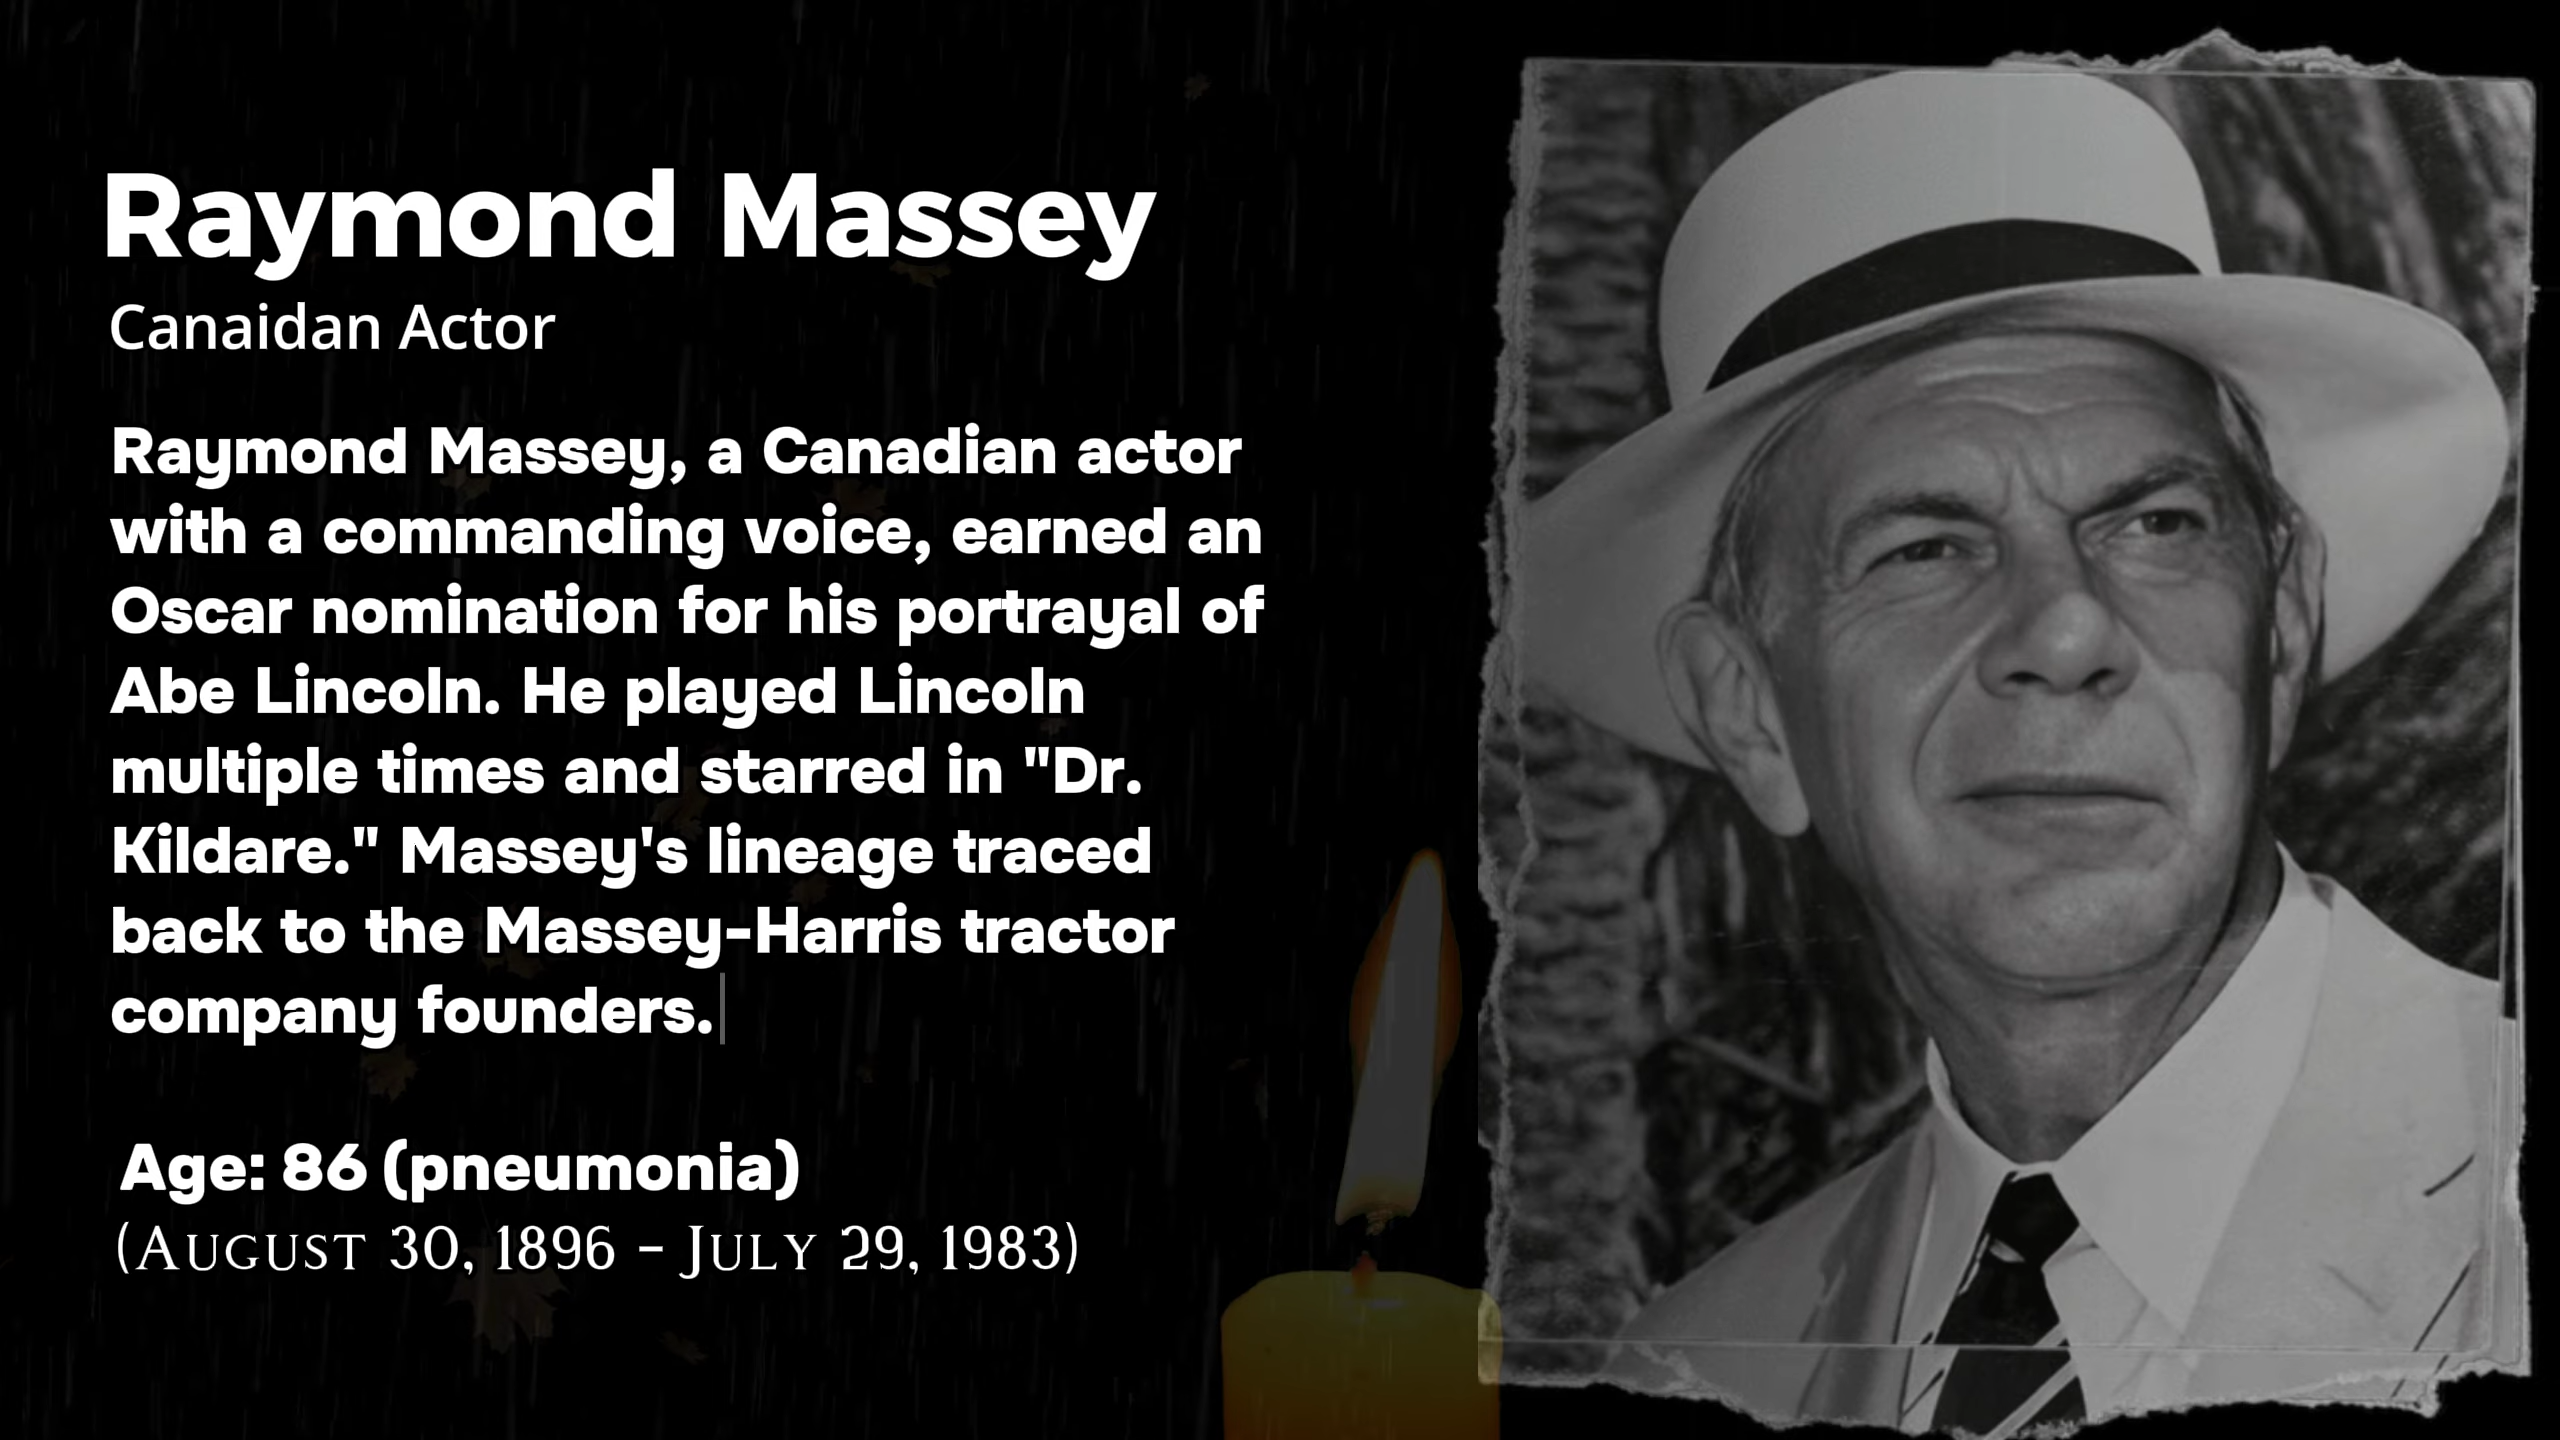 Raymond Massey
Canaidan Actor
Raymond Massey, a Canadian actor
with a commanding voice, earned an
Oscar nomination for his portrayal of
Abe Lincoln. He played Lincoln
multiple times and starred in "Dr.
Kildare." Massey's lineage traced
back to the Massey-Harris tractor
company founders.
Age: 86 (pneumonia)
(August 30, 1896 – July 29, 1983)